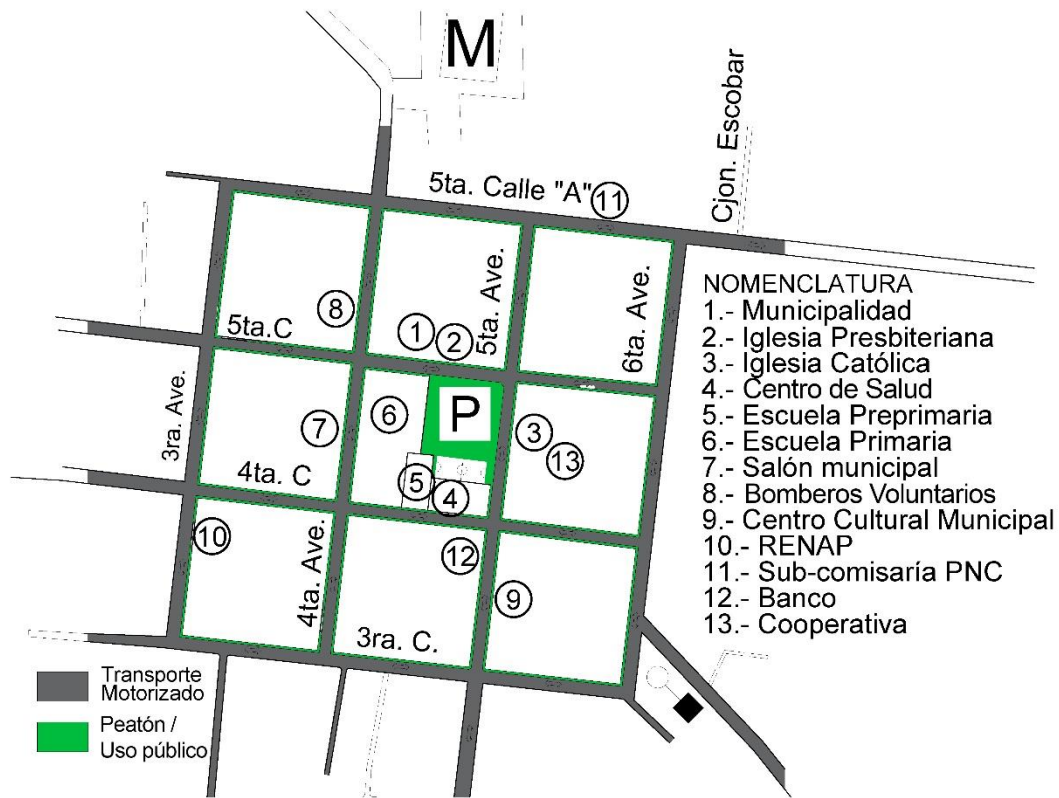 M
Cjon. Escobar
5ta. Calle "A"
11
5ta. Ave.
6ta. Ave.
8
5ta.C
1
2
3ra. Ave.
6
P
7
3
13
4ta. C
5
4
10
4ta. Ave.
12
9
3ra. C.
NOMENCLATURA
1.- Municipalidad
2.- Iglesia Presbiteriana
3.- Iglesia Católica
4.- Centro de Salud
5.- Escuela Preprimaria
6.- Escuela Primaria
7.- Salón municipal
8.- Bomberos Voluntarios
9.- Centro Cultural Municipal
10.- RENAP
11.- Sub-comisaría PNC
12.- Banco
13.- Cooperativa
Transporte
Motorizado
Peatón /
Uso público